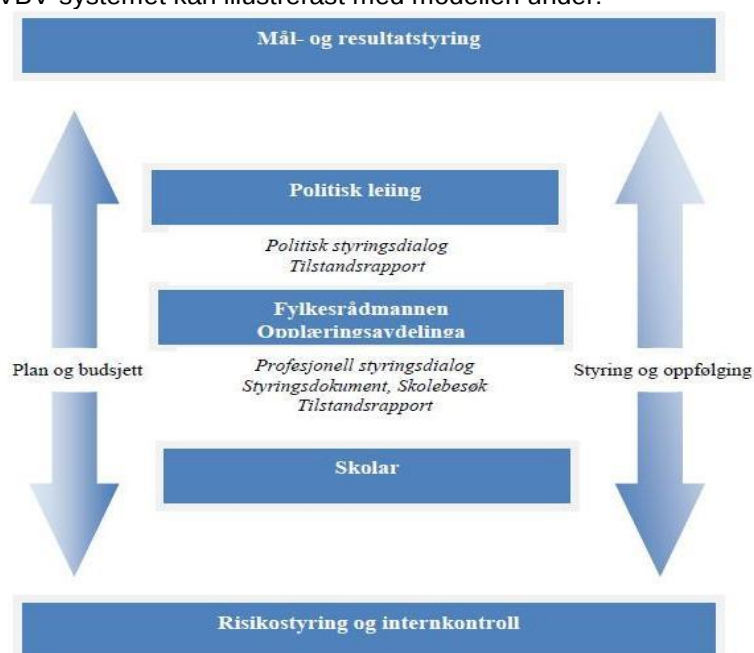 systemet kan illustrerast med modellen under:
Mål- og resultatstyring
Politisk leiing
Politisk styringsdialog
Tilstandsrapport
Fylkesrådmannen
Opplæringsavdelinga
Plan og budsjett
Profesjonell styringsdialog
Styringsdokument, Skolebesøk
Tilstandsrapport
Styring og oppfølging
Skolar
Risikostyring og internkontroll